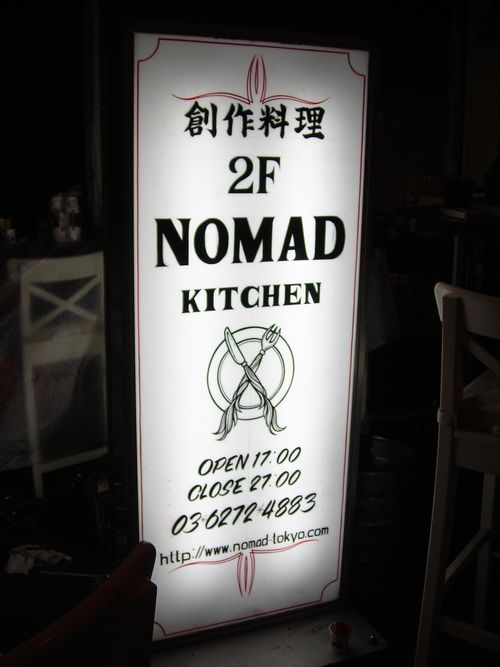 創作料理
2F
NOMAD
KITCHEN
OPEN 17:00
CLOSE 27:00
03-6272-4883
http://www.nomad-tokyo.com